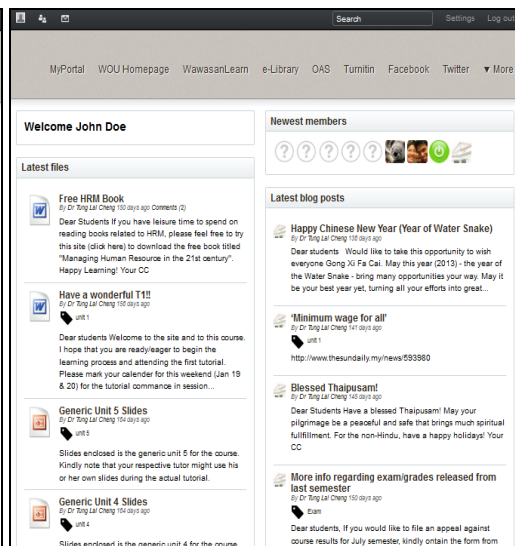 Search
Settings
Log out
MyPortal
WOU Homepage
WawasanLearn
e-Library
OAS
Turnitin
Facebook
Twitter
▼ More
Welcome John Doe
Latest files
Free HRM Book
By Dr Tung Lai Cheng 150 days ago Comments (2)
Dear Students If you have leisure time to spend on
reading books related to HRM, please feel free to try
this site (click here) to download the free book titled
"Managing Human Resource in the 21st century".
Happy Learning! Your CC
Have a wonderful T1!!
By Dr Tung Lai Cheng 156 days ago
unit 1
Dear students Welcome to the site and to this course.
I hope that you are ready/eager to begin the
learning process and attending the first tutorial.
Please mark your calender for this weekend (Jan 19
& 20) for the tutorial commance in session...
Generic Unit 5 Slides
By Dr Tung Lai Cheng 164 days ago
unit 5
Slides enclosed is the generic unit 5 for the course.
Kindly note that your respective tutor might use his
or her own slides during the actual tutorial.
Generic Unit 4 Slides
By Dr Tung Lai Cheng 164 days ago
unit 4
Slides enclosed is the generic unit 4 for the course.
Newest members
Latest blog posts
Happy Chinese New Year (Year of Water Snake)
By Dr Tung Lai Cheng 138 days ago
Dear students Would like to take this opportunity to wish
everyone Gong Xi Fa Cai. May this year (2013) - the year of
the Water Snake - bring many opportunities your way. May it
be your best year yet, turning all your efforts into great...
'Minimum wage for all'
By Dr Tung Lai Cheng 141 days ago
unit 1
http://www.thesundaily.my/news/593980
Blessed Thaipusam!
By Dr Tung Lai Cheng 145 days ago
Dear Students Have a blessed Thaipusam! May your
pilgrimage be a peaceful and safe that brings much spiritual
fullfillment. For the non-Hindu, have a happy holidays! Your
CC
More info regarding exam/grades released from
last semester
By Dr Tung Lai Cheng 150 days ago
Exam
Dear students, If you would like to file an appeal against
course results for July semester, kindly ontain the form from